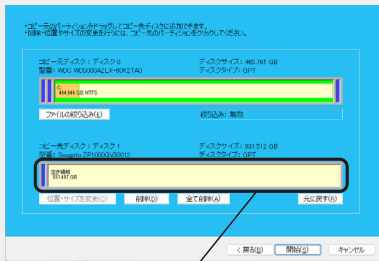 ・コピー元のパーティションをドラッグしてコピー先ディスクに追加できます。
・削除・位置やサイズの変更を行うには、コピー先のパーティションをクリックしてください。
コピー元ディスク：ディスク 0 ディスクサイズ：465.761 GB
型番：WDC WD5000AZLX-60K2TA0 ディスクタイプ：GPT
C:
464.946 GB NTFS
ファイルの絞り込み(E) 絞り込み：無効
コピー先ディスク：ディスク 1 ディスクサイズ：931.512 GB
型番：Seagate ZP1000GV30012 ディスクタイプ：GPT
空き領域
931.487 GB
位置・サイズを変更(C) 削除(D) 全て削除(A) 元に戻す(R)
< 戻る(B) 開始(S) キャンセル